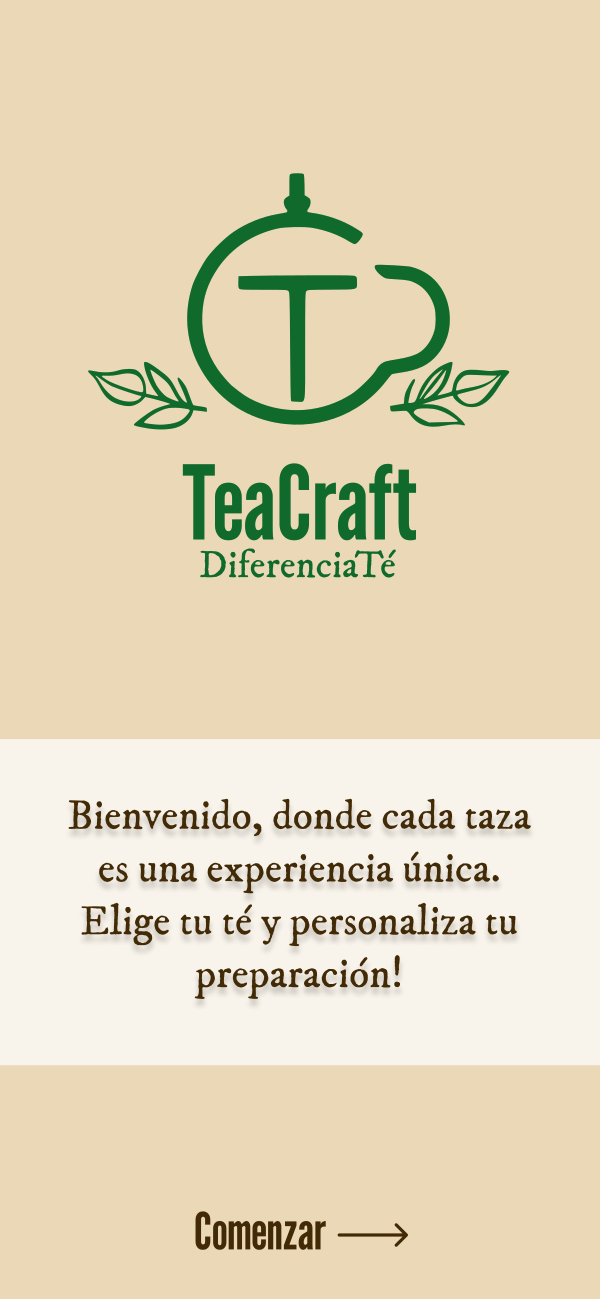 T
TeaCraft
DiferenciaTé
Bienvenido, donde cada taza
es una experiencia única.
Elige tu té y personaliza tu
preparación!
Comenzar